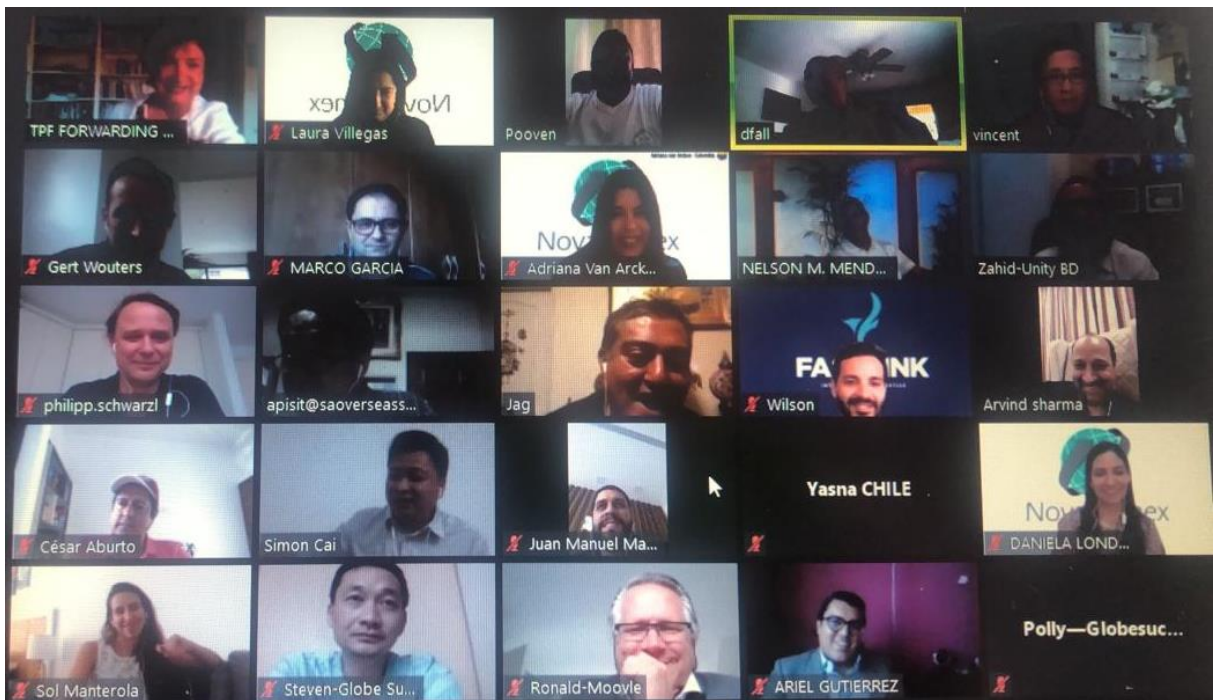 TPF FORWARDING ...
Laura Villegas
Pooven
dfall
vincent
Gert Wouters
MARCO GARCIA
Adriana Van Arck...
NELSON M. MEND...
Zahid-Unity BD
philipp.schwarzl
apisit@saoverseass...
Jag
Wilson
Arvind sharma
César Aburto
Simon Cai
Juan Manuel Ma...
Yasna CHILE
DANIELA LOND...
Sol Manterola
Steven-Globe Su...
Ronald-Moovle
ARIEL GUTIERREZ
Polly—Globesuc...